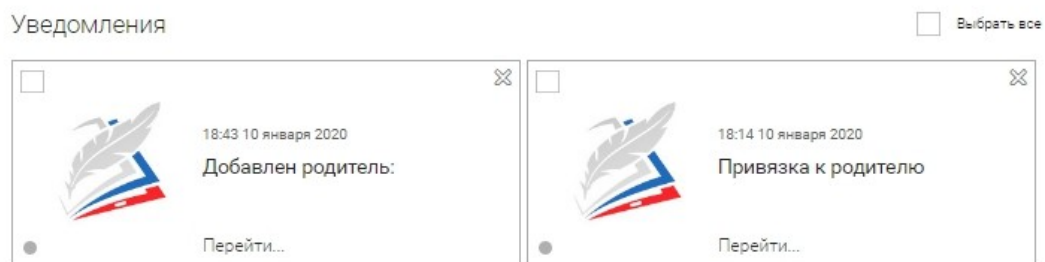 Уведомления
Выбрать все
18:43 10 января 2020
Добавлен родитель:
Перейти...
18:14 10 января 2020
Привязка к родителю
Перейти...